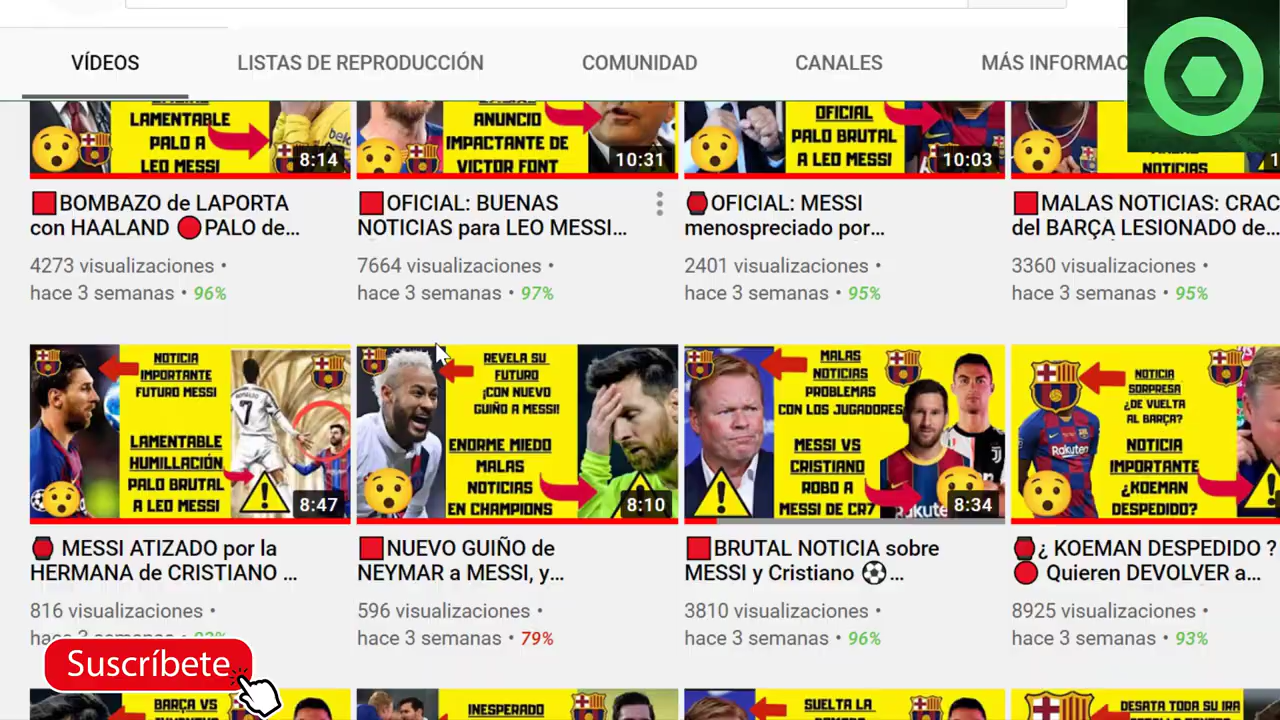 VÍDEOS
LISTAS DE REPRODUCCIÓN
COMUNIDAD
CANALES
MÁS INFORMAC
LAMENTABLE
PALO A
LEO MESSI
8:14
ANUNCIO
IMPACTANTE DE
VICTOR FONT
10:31
OFICIAL
PALO BRUTAL
A LEO MESSI
10:03
NOTICIAS
BOMBAZO de LAPORTA
con HAALAND 🔴PALO de...
4273 visualizaciones •
hace 3 semanas • 96%
OFICIAL: BUENAS
NOTICIAS para LEO MESSI...
7664 visualizaciones •
hace 3 semanas • 97%
OFICIAL: MESSI
menospreciado por...
2401 visualizaciones •
hace 3 semanas • 95%
MALAS NOTICIAS: CRAC
del BARÇA LESIONADO de...
3360 visualizaciones •
hace 3 semanas • 95%
NOTICIA
IMPORTANTE
FUTURO MESSI
LAMENTABLE
HUMILLACIÓN
PALO BRUTAL
A LEO MESSI
RONALDO
7
8:47
REVELA SU
FUTURO
¡CON NUEVO
GUIÑO A MESSI!
ENORME MIEDO
MALAS
NOTICIAS
EN CHAMPIONS
8:10
MALAS
NOTICIAS
PROBLEMAS
CON LOS JUGADORES
MESSI VS
CRISTIANO
ROBO A
MESSI DE CR7
Rakuten
8:34
NOTICIA
SORPRESA
¿DE VUELTA
AL BARÇA?
NOTICIA
IMPORTANTE
¿KOEMAN
DESPEDIDO?
Rakuten
MESSI ATIZADO por la
HERMANA de CRISTIANO ...
816 visualizaciones •
hace 3 semanas • 93%
NUEVO GUIÑO de
NEYMAR a MESSI, y...
596 visualizaciones •
hace 3 semanas • 79%
BRUTAL NOTICIA sobre
MESSI y Cristiano ⚽...
3810 visualizaciones •
hace 3 semanas • 96%
¿ KOEMAN DESPEDIDO ?
🔴 Quieren DEVOLVER a...
8925 visualizaciones •
hace 3 semanas • 93%
Suscríbete
BARÇA VS
INESPERADO
SUELTA LA
DESATA TODA SU IRA